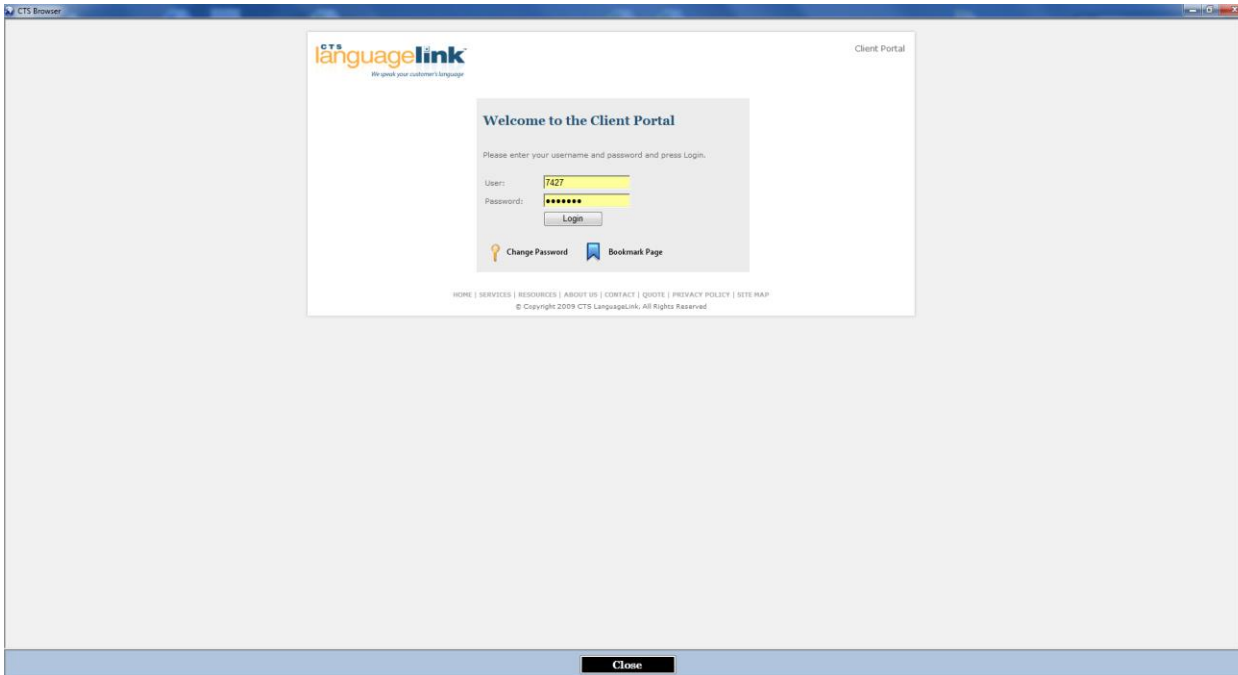 CTS Browser
CTS
languagelink
We speak your customer's language
Client Portal
Welcome to the Client Portal
Please enter your username and password and press Login.
User: 7427
Password: •••••••
Login
Change Password Bookmark Page
HOME | SERVICES | RESOURCES | ABOUT US | CONTACT | QUOTE | PRIVACY POLICY | SITE MAP
© Copyright 2009 CTS LanguageLink, All Rights Reserved
Close